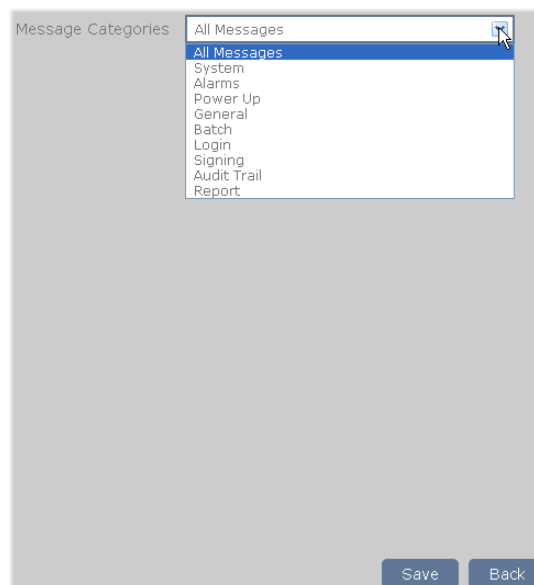 Message Categories All Messages
All Messages
System
Alarms
Power Up
General
Batch
Login
Signing
Audit Trail
Report
Save Back